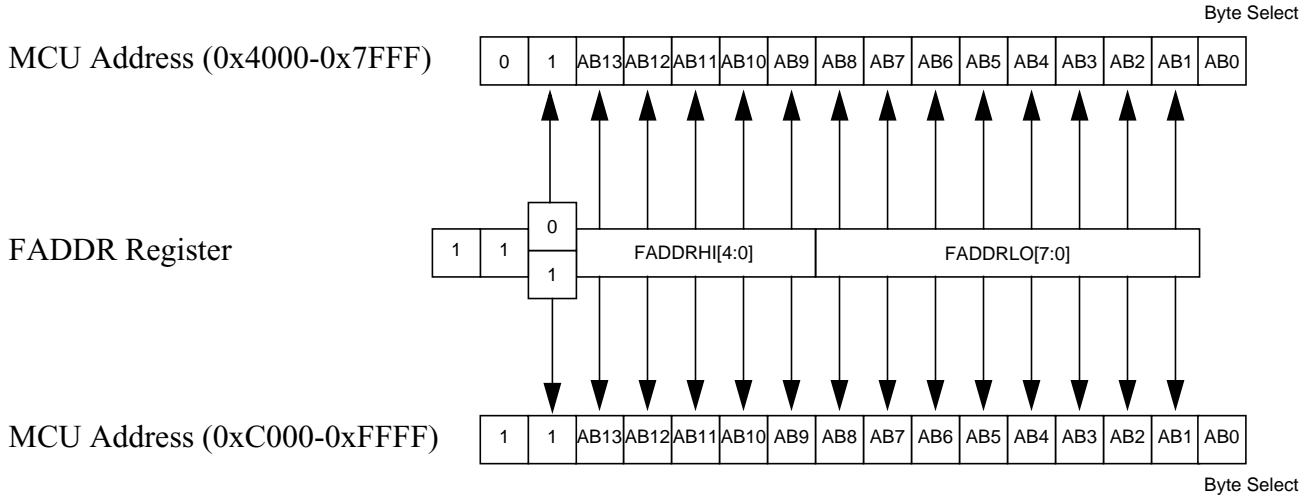 Byte Select
MCU Address (0x4000-0x7FFF) 0 1 AB13 AB12 AB11 AB10 AB9 AB8 AB7 AB6 AB5 AB4 AB3 AB2 AB1 AB0
0
FADDR Register 1 1 FADDRHI[4:0] FADDRLO[7:0]
1
MCU Address (0xC000-0xFFFF) 1 1 AB13 AB12 AB11 AB10 AB9 AB8 AB7 AB6 AB5 AB4 AB3 AB2 AB1 AB0
Byte Select